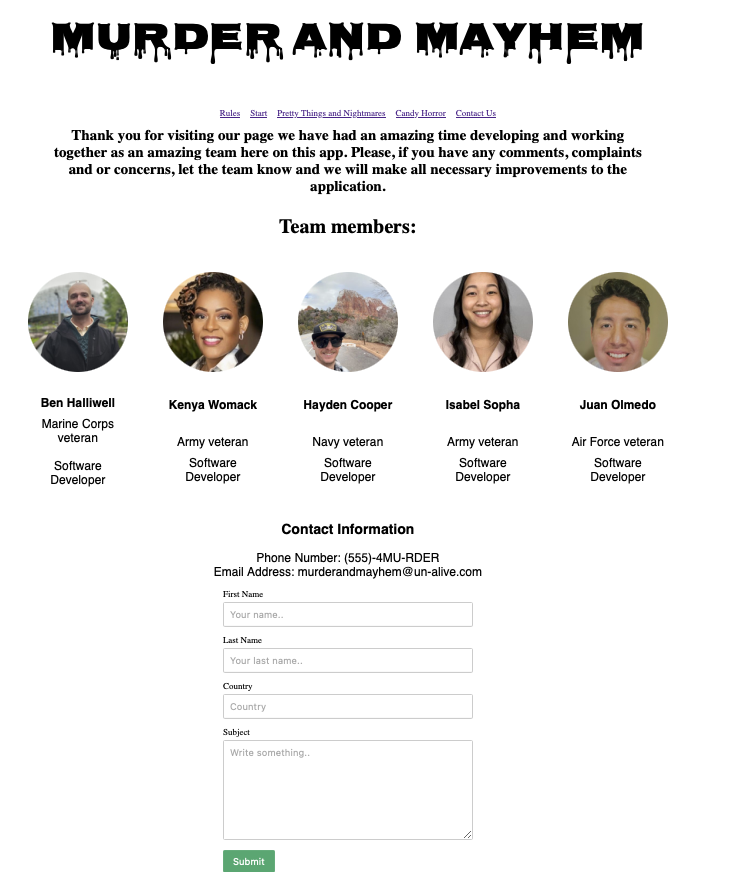 MURDER AND MAYHEM
Rules Start Pretty Things and Nightmares Candy Horror Contact Us
Thank you for visiting our page we have had an amazing time developing and working
together as an amazing team here on this app. Please, if you have any comments, complaints
and or concerns, let the team know and we will make all necessary improvements to the
application.
Team members:
Ben Halliwell
Marine Corps
veteran
Software
Developer
Kenya Womack
Army veteran
Software
Developer
Hayden Cooper
Navy veteran
Software
Developer
Isabel Sopha
Army veteran
Software
Developer
Juan Olmedo
Air Force veteran
Software
Developer
Contact Information
Phone Number: (555)-4MU-RDER
Email Address: murderandmayhem@un-alive.com
First Name
Your name..
Last Name
Your last name..
Country
Country
Subject
Write something..
Submit